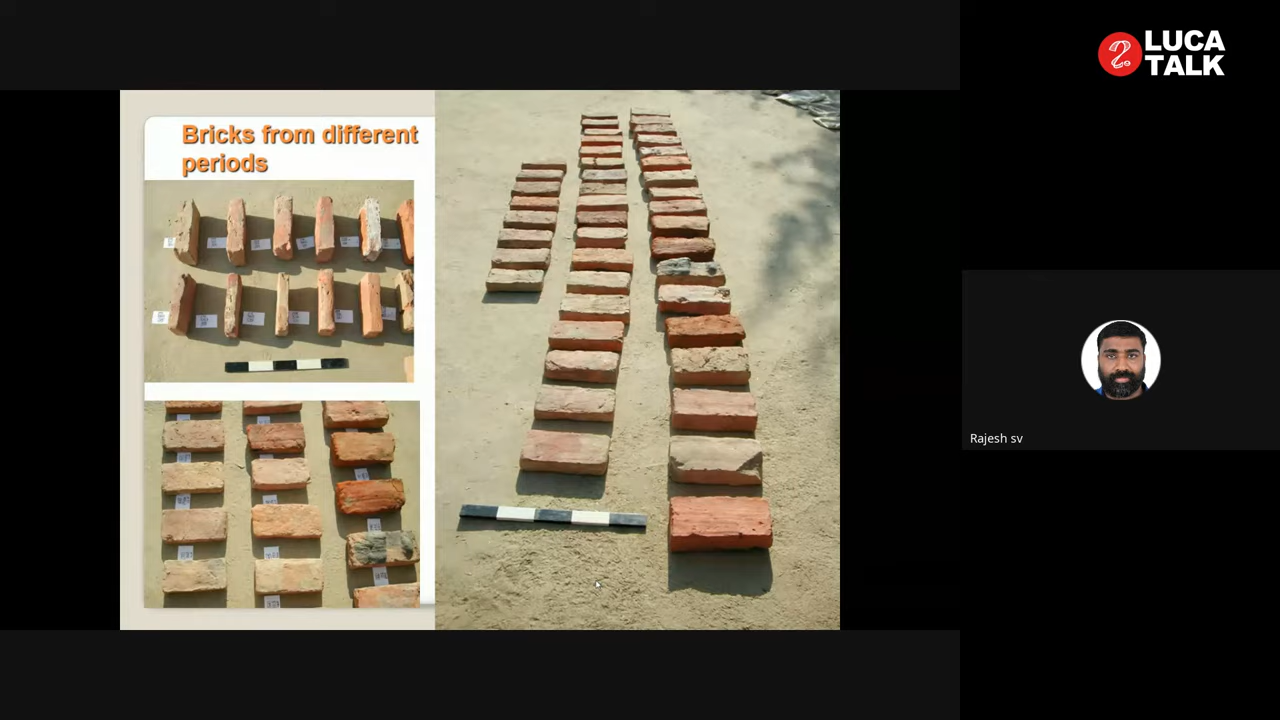 LUCA
TALK
Bricks from different
periods
Rajesh sv